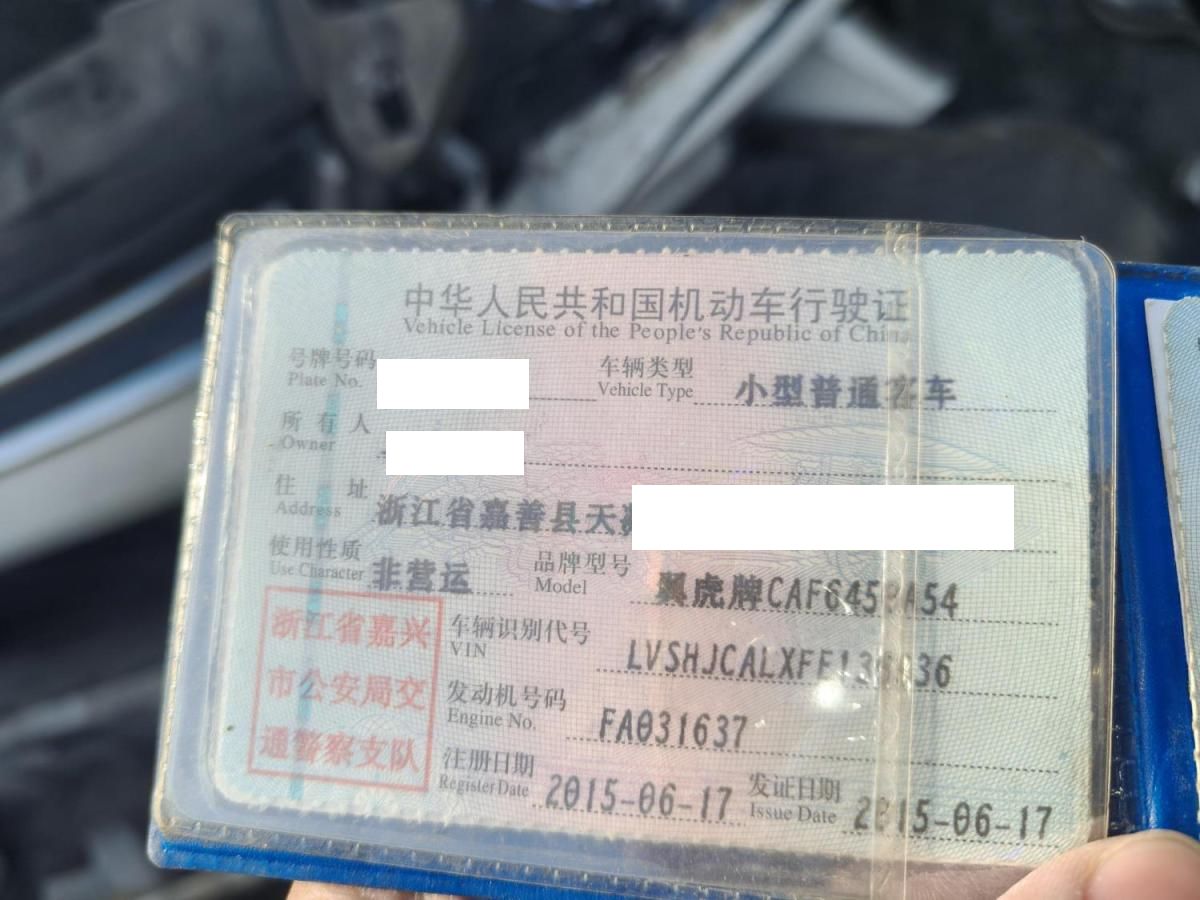 中华人民共和国机动车行驶证
Vehicle License of the People's Republic of China
号牌号码 车辆类型 小型普通客车
Plate No. Vehicle Type
所有人
Owner
住址 浙江省嘉善县天
Address
使用性质 非营运 品牌型号 翼虎牌
Use Character Model
浙江省嘉兴
市公安局交
通警察支队
车辆识别代号
VIN
发动机号码 FA031637
Engine No.
注册日期 2015-06-17 发证日期 2015-06-17
Register Date Issue Date